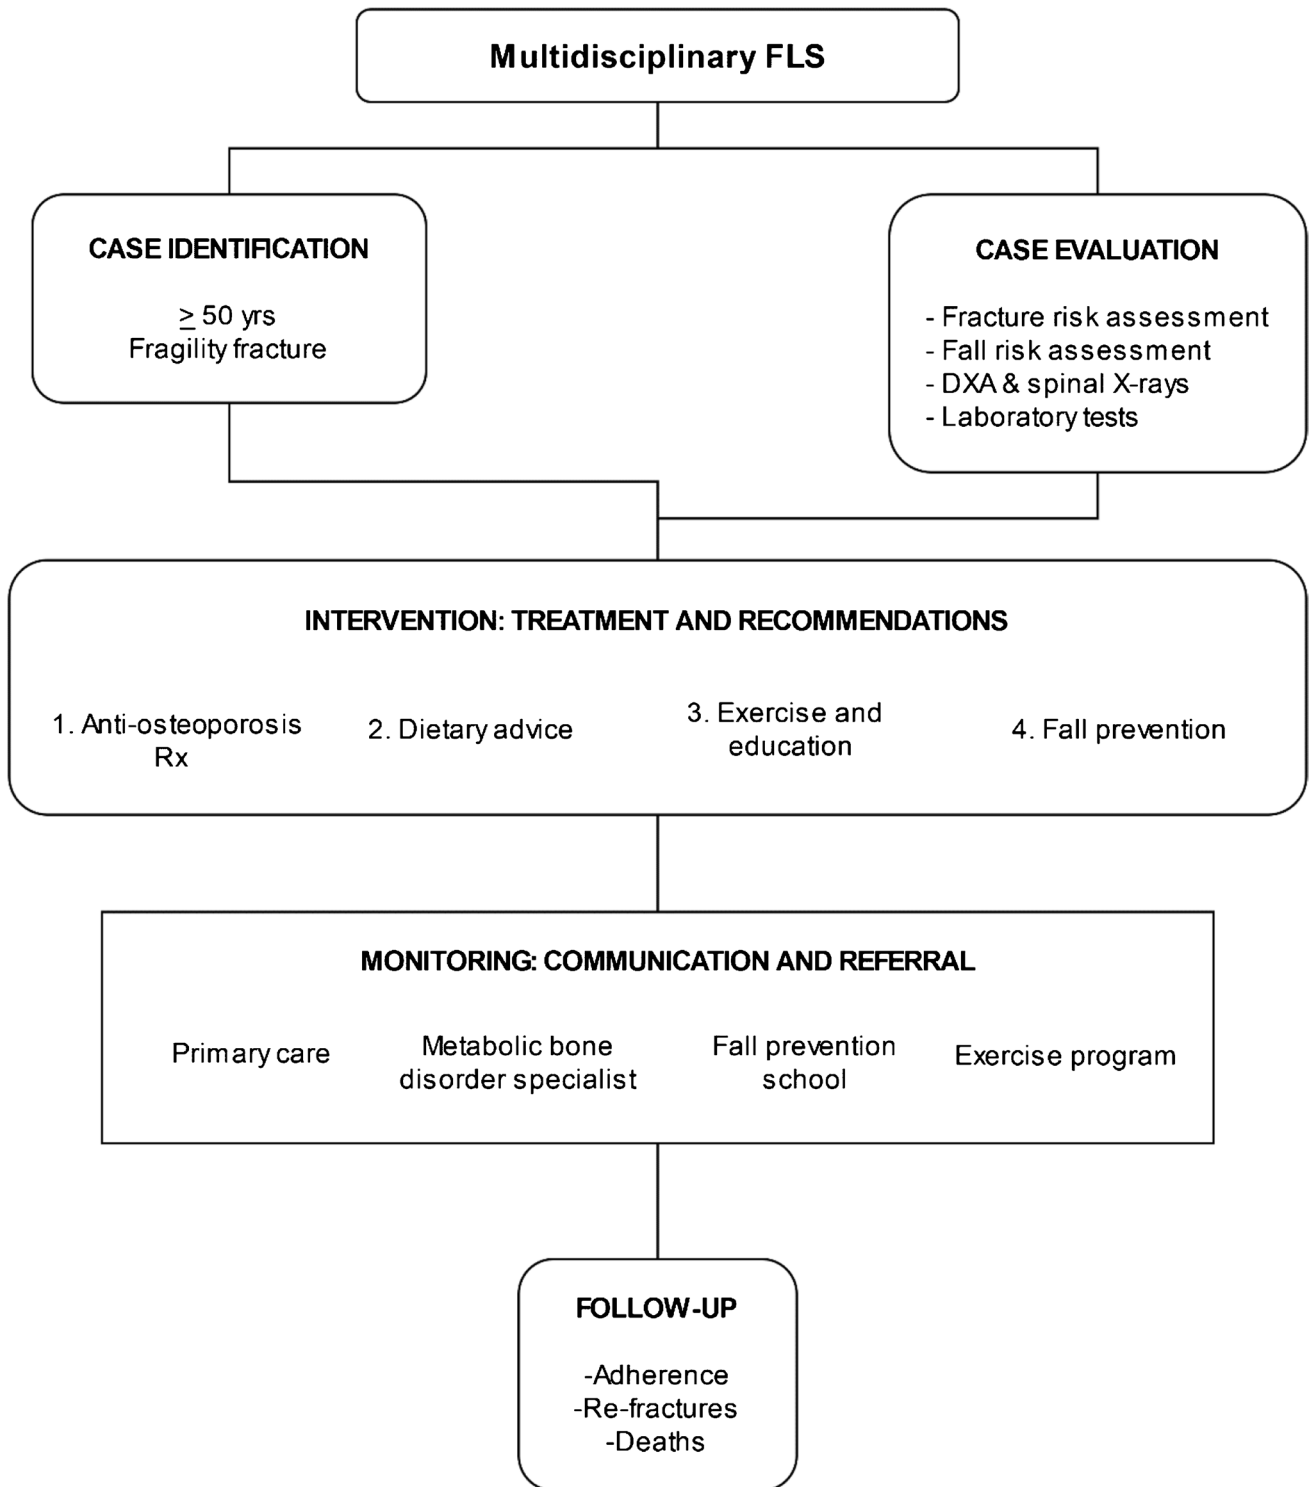 Multidisciplinary FLS
CASE IDENTIFICATION
≥ 50 yrs
Fragility fracture
CASE EVALUATION
- Fracture risk assessment
- Fall risk assessment
- DXA & spinal X-rays
- Laboratory tests
INTERVENTION: TREATMENT AND RECOMMENDATIONS
1. Anti-osteoporosis
Rx
2. Dietary advice
3. Exercise and
education
4. Fall prevention
MONITORING: COMMUNICATION AND REFERRAL
Primary care
Metabolic bone
disorder specialist
Fall prevention
school
Exercise program
FOLLOW-UP
-Adherence
-Re-fractures
-Deaths